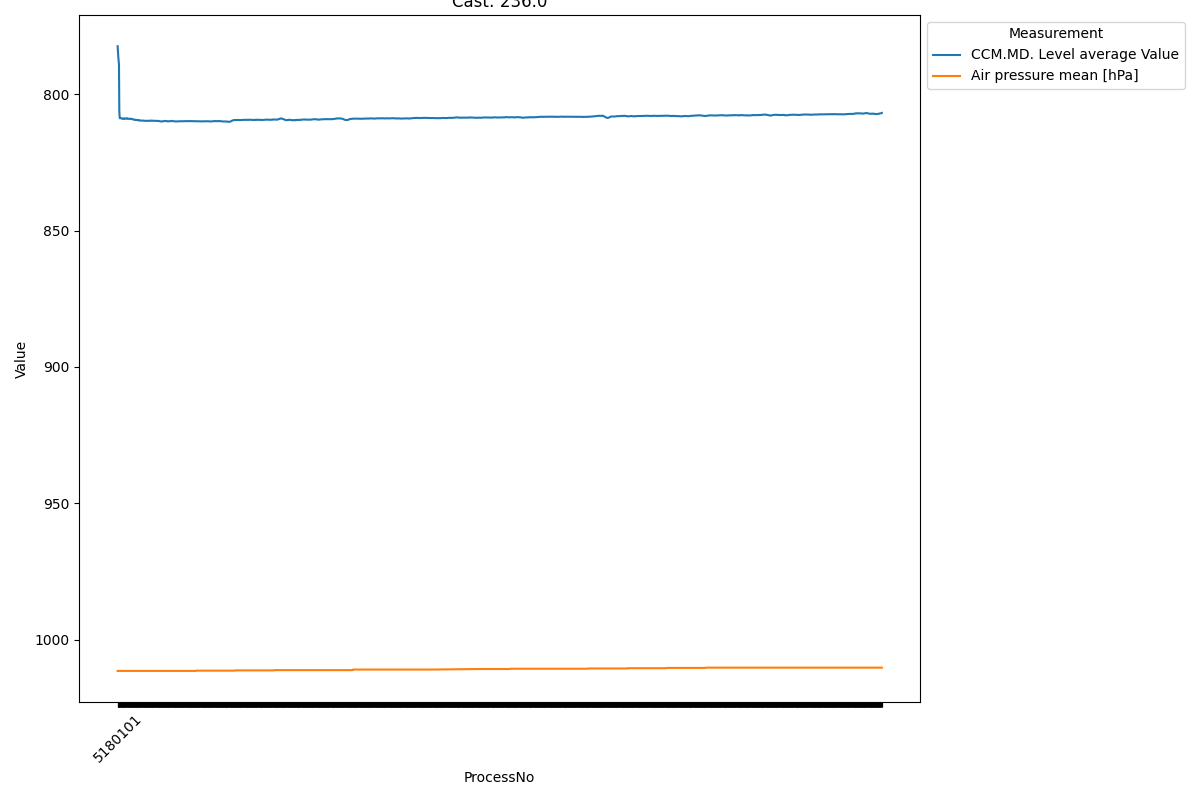 Cast: 236.0
Measurement
CCM.MD. Level average Value
Air pressure mean [hPa]
800
850
900
950
1000
Value
5180101
ProcessNo